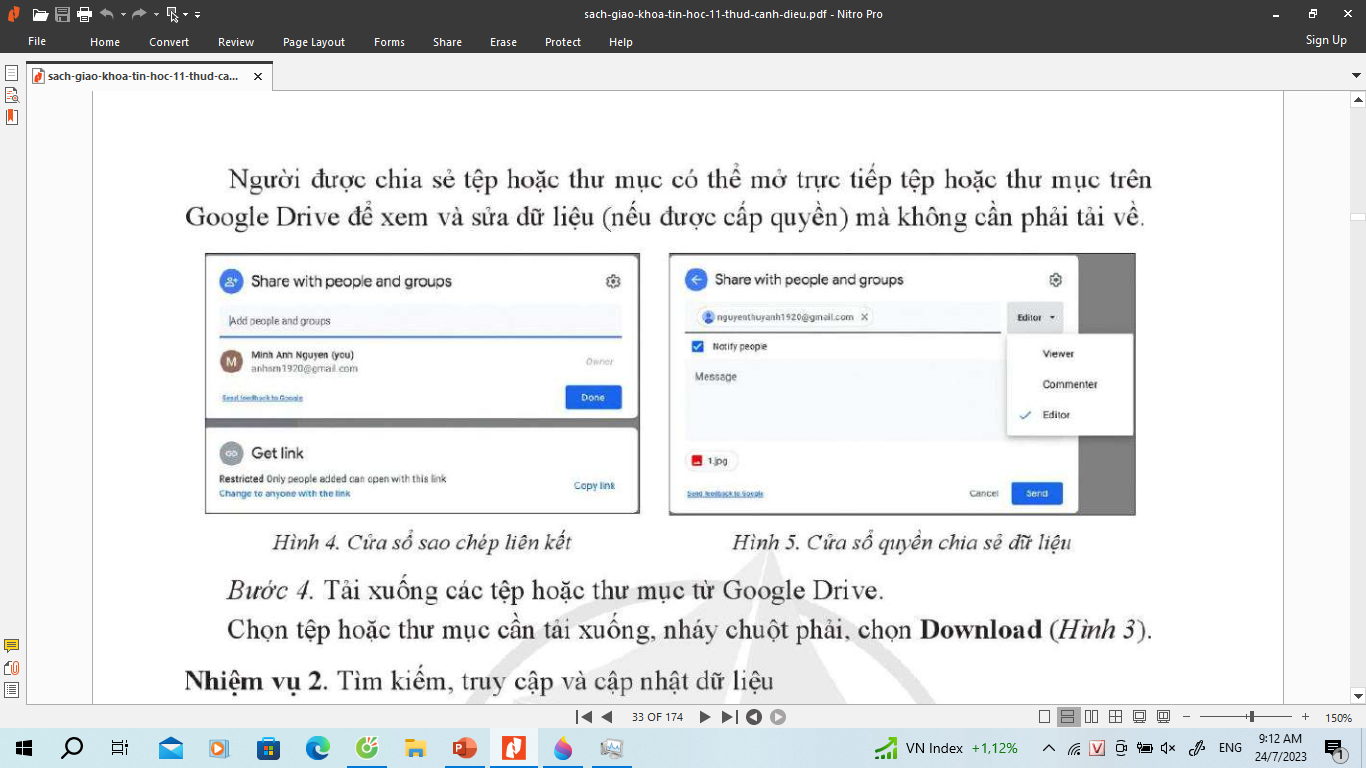 sach-giao-khoa-tin-hoc-11-thud-canh-dieu.pdf - Nitro Pro
File Home Convert Review Page Layout Forms Share Erase Protect Help Sign Up
sach-giao-khoa-tin-hoc-11-thud-ca...
Người được chia sẻ tệp hoặc thư mục có thể mở trực tiếp tệp hoặc thư mục trên
Google Drive để xem và sửa dữ liệu (nếu được cấp quyền) mà không cần phải tải về.
Share with people and groups
Add people and groups
M
Minh Anh Nguyen (you)
anham1920@gmail.com
Owner
Send feedback to Google
Done
Get link
Restricted Only people added can open with this link
Change to anyone with the link
Copy link
Share with people and groups
nguyenthuyanh1920@gmail.com
Editor
Notify people
Viewer
Message
Commenter
Editor
1.jpg
Send feedback to Google
Cancel
Send
Hình 4. Cửa sổ sao chép liên kết
Hình 5. Cửa sổ quyền chia sẻ dữ liệu
Bước 4. Tải xuống các tệp hoặc thư mục từ Google Drive.
Chọn tệp hoặc thư mục cần tải xuống, nháy chuột phải, chọn Download (Hình 3).
Nhiệm vụ 2. Tìm kiếm, truy cập và cập nhật dữ liệu
33 OF 174
150%
VN Index +1,12%
V
ENG
9:12 AM
24/7/2023
1